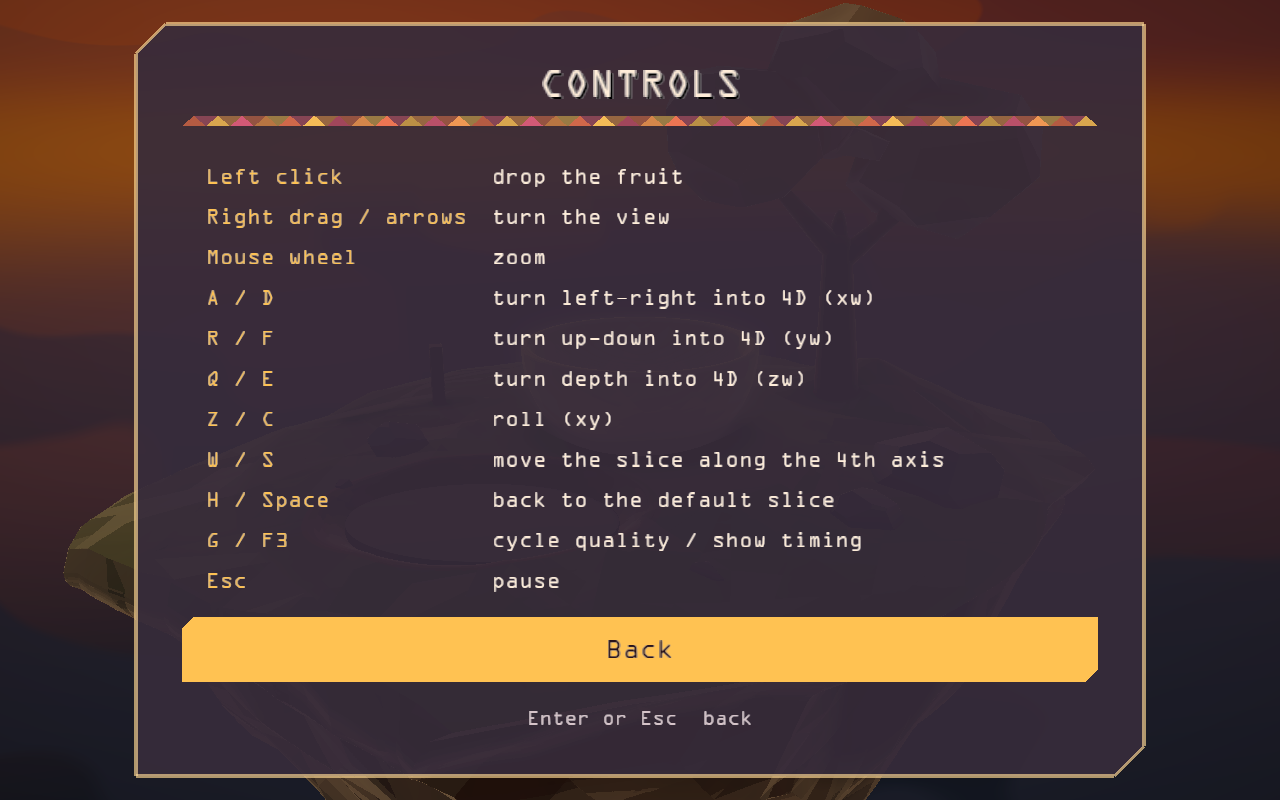 CONTROLS
Left click drop the fruit
Right drag / arrows turn the view
Mouse wheel zoom
A / D turn left-right into 4D (xw)
R / F turn up-down into 4D (yw)
Q / E turn depth into 4D (zw)
Z / C roll (xy)
W / S move the slice along the 4th axis
H / Space back to the default slice
G / F3 cycle quality / show timing
Esc pause
Back
Enter or Esc back